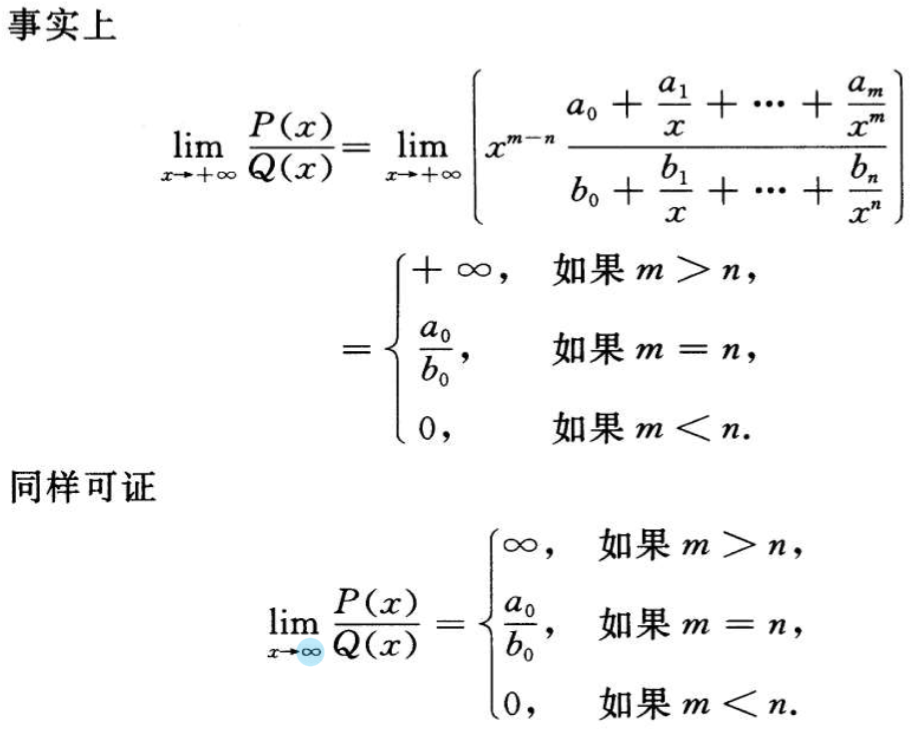 事实上
$$\lim_{x \to +\infty} \frac{P(x)}{Q(x)} = \lim_{x \to +\infty} \left[ x^{m-n} \frac{a_0 + \frac{a_1}{x} + \cdots + \frac{a_m}{x^m}}{b_0 + \frac{b_1}{x} + \cdots + \frac{b_n}{x^n}} \right]$$
$$= \begin{cases} +\infty, & \text{如果 } m > n, \\ \frac{a_0}{b_0}, & \text{如果 } m = n, \\ 0, & \text{如果 } m < n. \end{cases}$$
同样可证
$$\lim_{x \to \infty} \frac{P(x)}{Q(x)} = \begin{cases} \infty, & \text{如果 } m > n, \\ \frac{a_0}{b_0}, & \text{如果 } m = n, \\ 0, & \text{如果 } m < n. \end{cases}$$